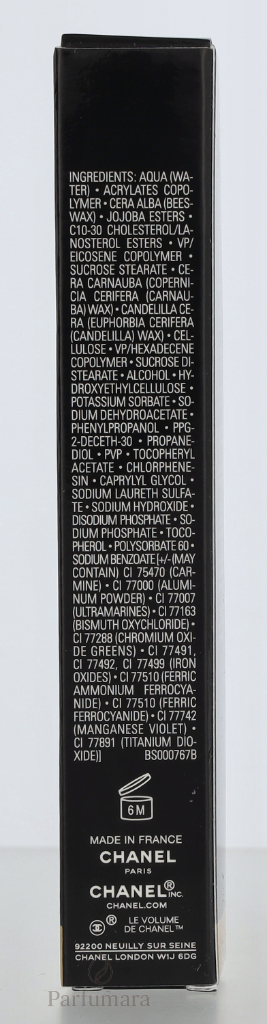 INGREDIENTS: AQUA (WA-
TER) • ACRYLATES COPO-
LYMER • CERA ALBA (BEES-
WAX) • JOJOBA ESTERS •
C10-30 CHOLESTEROL/LA-
NOSTEROL ESTERS • VP/
EICOSENE COPOLYMER •
SUCROSE STEARATE • CE-
RA CARNAUBA (COPERNI-
CIA CERIFERA (CARNAU-
BA) WAX) • CANDELILLA CE-
RA (EUPHORBIA CERIFERA
(CANDELILLA) WAX) • CEL-
LULOSE • VP/HEXADECENE
COPOLYMER • SUCROSE DI-
STEARATE • ALCOHOL • HY-
DROXYETHYLCELLULOSE •
POTASSIUM SORBATE • SO-
DIUM DEHYDROACETATE •
PHENYLPROPANOL • PPG-
2-DECETH-30 • PROPANE-
DIOL • PVP • TOCOPHERYL
ACETATE • CHLORPHENE-
SIN • CAPRYLYL GLYCOL •
SODIUM LAURETH SULFA-
TE • SODIUM HYDROXIDE •
DISODIUM PHOSPHATE • SO-
DIUM PHOSPHATE • TOCO-
PHEROL • POLYSORBATE 60 •
SODIUM BENZOATE [+/- (MAY
CONTAIN) CI 75470 (CAR-
MINE) • CI 77000 (ALUMI-
NUM POWDER) • CI 77007
(ULTRAMARINES) • CI 77163
(BISMUTH OXYCHLORIDE) •
CI 77288 (CHROMIUM OXI-
DE GREENS) • CI 77491,
CI 77492, CI 77499 (IRON
OXIDES) • CI 77510 (FERRIC
AMMONIUM FERROCYA-
NIDE) • CI 77510 (FERRIC
FERROCYANIDE) • CI 77742
(MANGANESE VIOLET) •
CI 77891 (TITANIUM DIO-
XIDE)] BS000767B
6M
MADE IN FRANCE
CHANEL
PARIS
CHANEL® INC.
CHANEL.COM
® LE VOLUME
DE CHANEL™
92200 NEUILLY SUR SEINE
CHANEL LONDON W1J 6DG
Parfumara